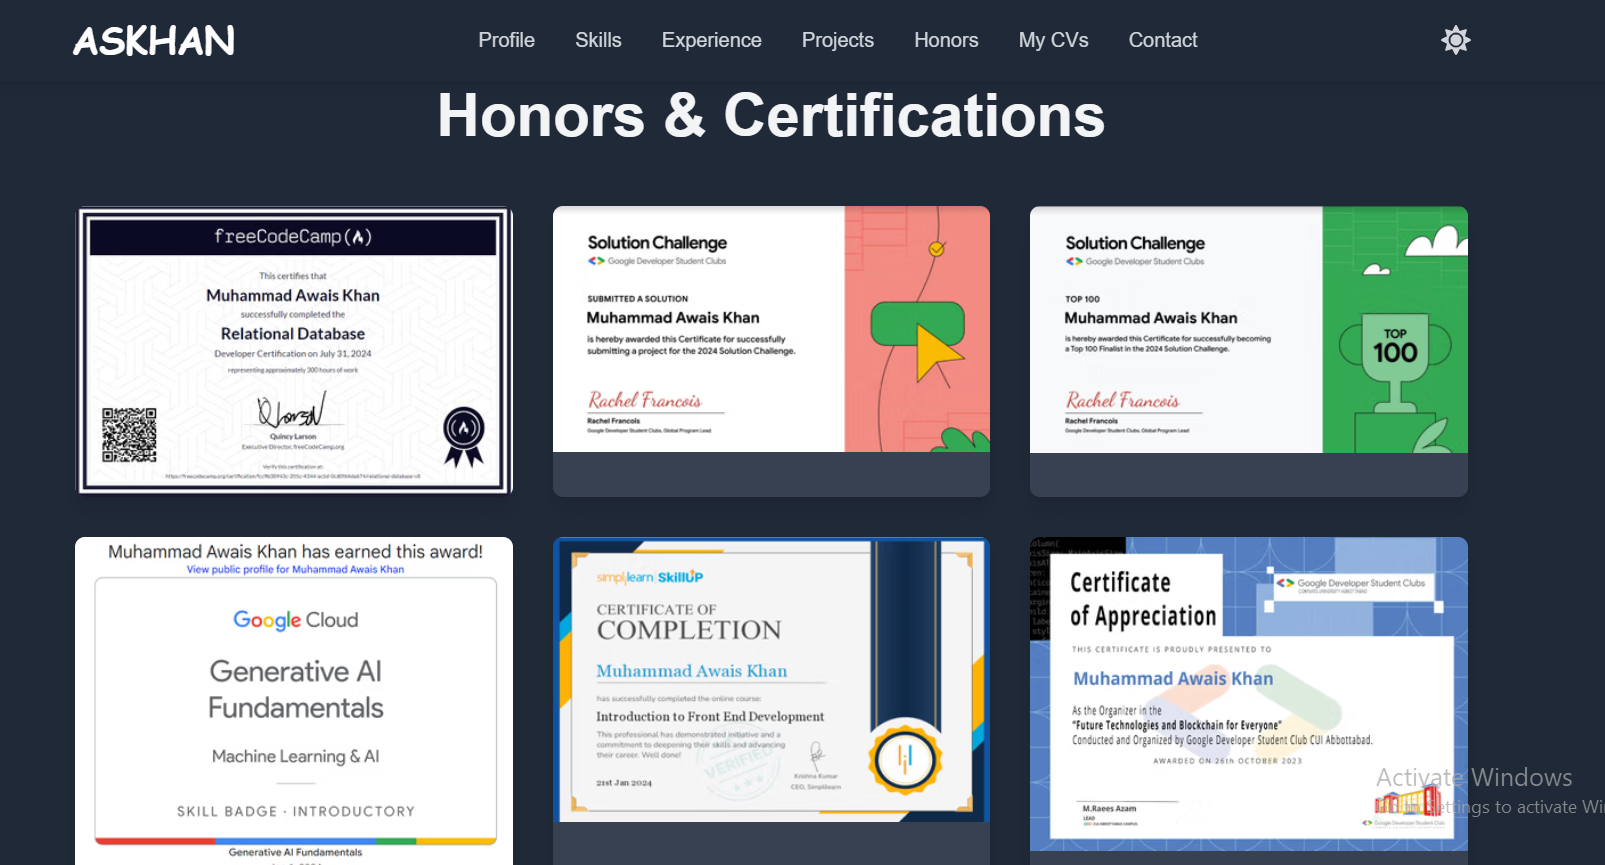 ASKHAN
Profile Skills Experience Projects Honors My CVs Contact
Honors & Certifications
freeCodeCamp(🔥)
This certifies that
Muhammad Awais Khan
successfully completed the
Relational Database
Developer Certification on July 31, 2024
representing approximately 300 hours of work
Quincy Larson
Executive Director, freeCodeCamp.org
Verify this certification at:
Solution Challenge
Google Developer Student Clubs
SUBMITTED A SOLUTION
Muhammad Awais Khan
is hereby awarded this Certificate for successfully
submitting a project for the 2024 Solution Challenge.
Rachel Francois
Rachel Francois
Google Developer Student Clubs, Global Program Lead
Solution Challenge
Google Developer Student Clubs
TOP 100
Muhammad Awais Khan
is hereby awarded this Certificate for successfully becoming
a Top 100 Finalist in the 2024 Solution Challenge.
Rachel Francois
Rachel Francois
Google Developer Student Clubs, Global Program Lead
TOP
100
Muhammad Awais Khan has earned this award!
View public profile for Muhammad Awais Khan
Google Cloud
Generative AI
Fundamentals
Machine Learning & AI
SKILL BADGE · INTRODUCTORY
Generative AI Fundamentals
simplilearn | SKILLUP
CERTIFICATE OF
COMPLETION
Muhammad Awais Khan
has successfully completed the online course:
Introduction to Front End Development
This professional has demonstrated initiative and a
commitment to deepening their skills and advancing
their career. Well done!
VERIFIED
21st Jan 2024
Krishna Kumar
CEO, Simplilearn
Certificate
of Appreciation
Google Developer Student Clubs
COMSATS UNIVERSITY ABBOTTABAD
THIS CERTIFICATE IS PROUDLY PRESENTED TO
Muhammad Awais Khan
As the Organizer in the
"Future Technologies and Blockchain for Everyone"
Conducted and Organized by Google Developer Student Club CUI Abbottabad.
AWARDED ON 26th OCTOBER 2023
M.Raees Azam
LEAD
Google Developer Student Club
Activate Windows
Settings to activate Wi